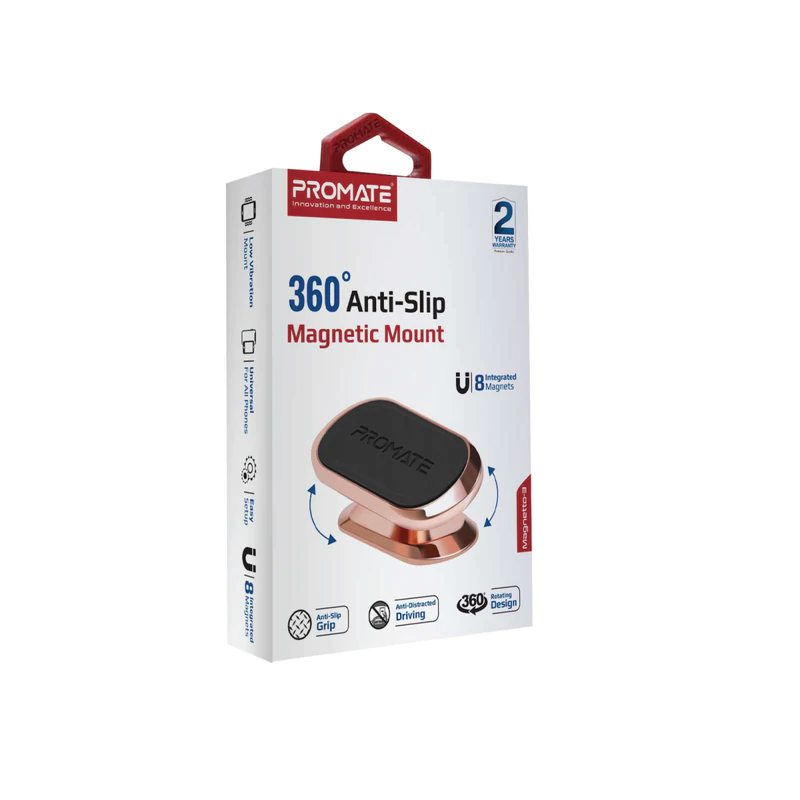 PROMATE
PROMATE®
Innovation and Excellence
2
YEARS
WARRANTY
360°Anti-Slip
Magnetic Mount
8 Integrated
Magnets
PROMATE
Magnetto-3
Anti-Slip
Grip
Anti-Distracted
Driving
360°
Rotating
Design
Low Vibration
Mount
Universal
For All Phones
Easy
Setup
8 Integrated
Magnets